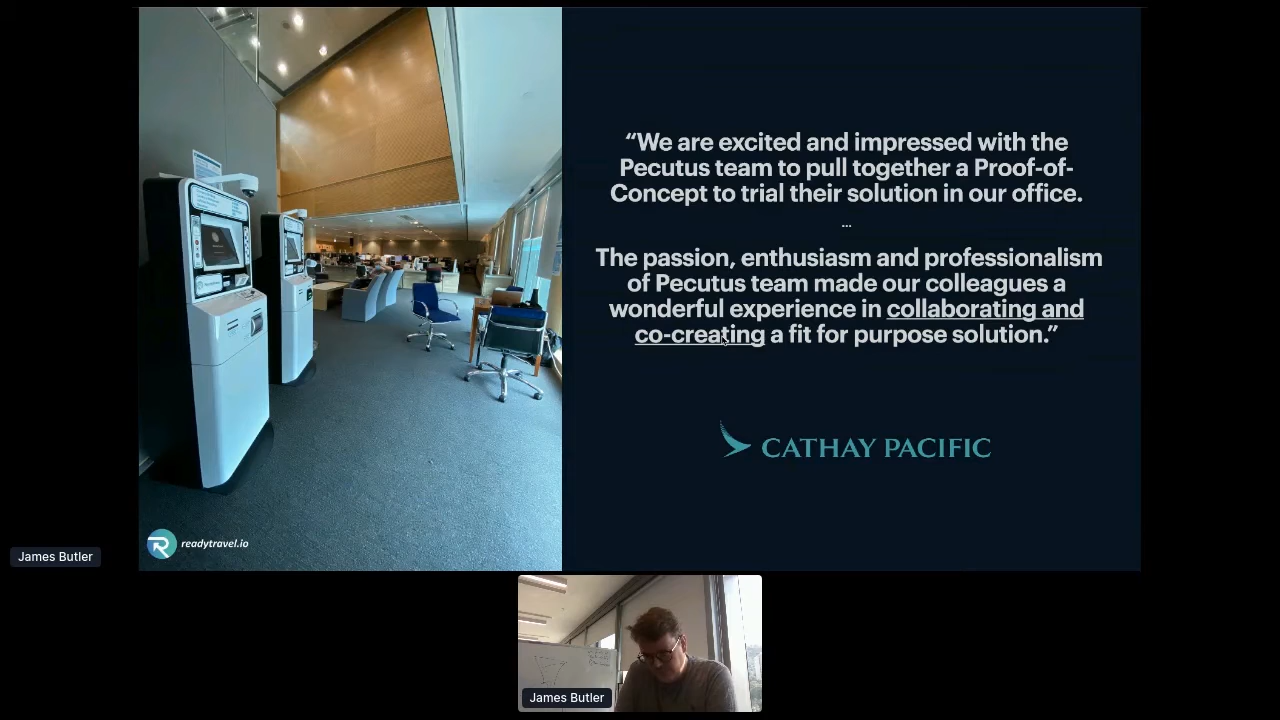 “We are excited and impressed with the
Pecutus team to pull together a Proof-of-
Concept to trial their solution in our office.
...
The passion, enthusiasm and professionalism
of Pecutus team made our colleagues a
wonderful experience in collaborating and
co-creating a fit for purpose solution.”
CATHAY PACIFIC
readytravel.io
James Butler
James Butler